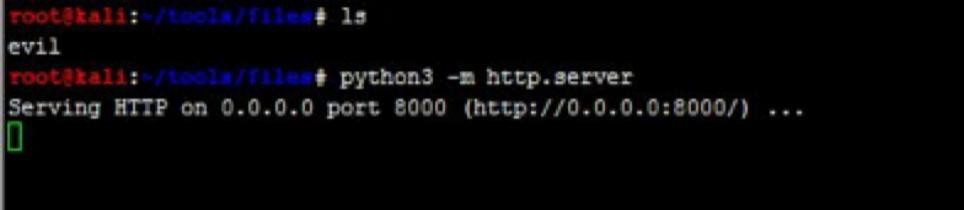 root@kali:~/tools/files# ls
evil
root@kali:~/tools/files# python3 -m http.server
Serving HTTP on 0.0.0.0 port 8000 (http://0.0.0.0:8000/) ...